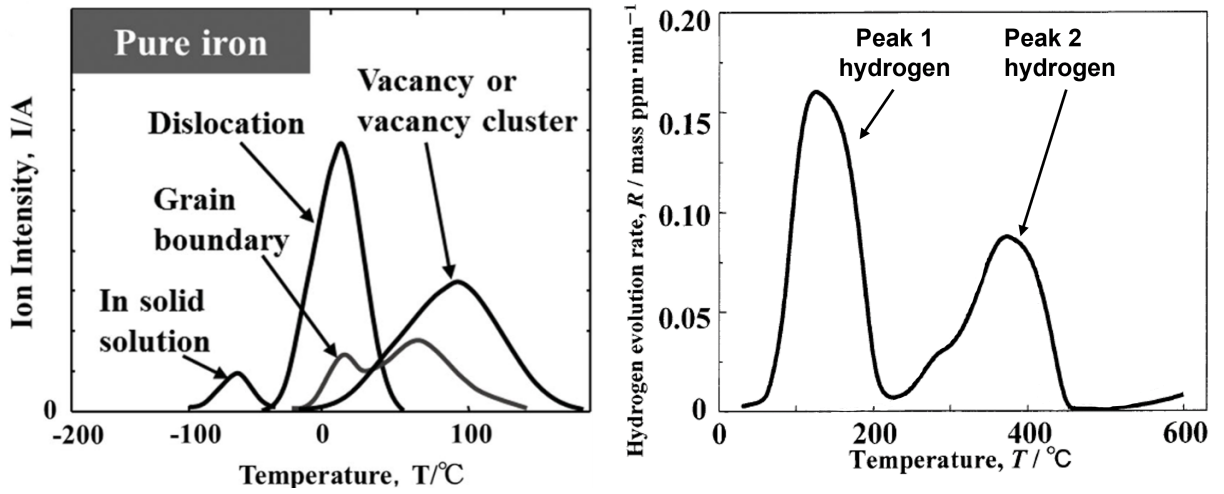 Pure iron
Vacancy or
vacancy cluster
Dislocation
Grain
boundary
In solid
solution
Ion Intensity, I/A
0
-200
-100
0
100
Temperature, T/℃
Peak 1
hydrogen
Peak 2
hydrogen
Hydrogen evolution rate, R / mass ppm·min⁻¹
0.20
0.15
0.10
0.05
0
0
200
400
600
Temperature, T / ℃